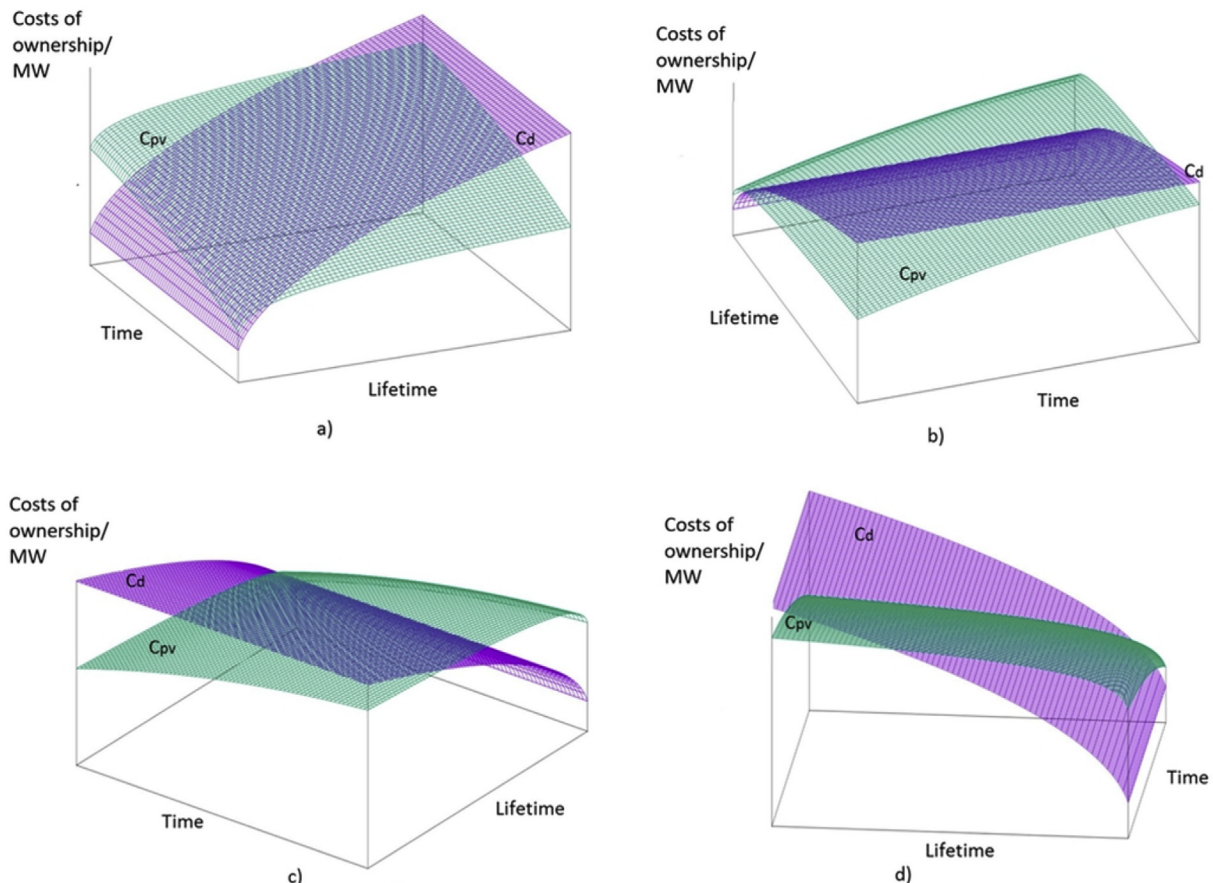 Costs of
ownership/
MW
Cpv
Cd
Time
Lifetime
a)
Costs of
ownership/
MW
Cd
Cpv
Lifetime
Time
b)
Costs of
ownership/
MW
Cd
Cpv
Time
Lifetime
c)
Costs of
ownership/
MW
Cd
Cpv
Time
Lifetime
d)